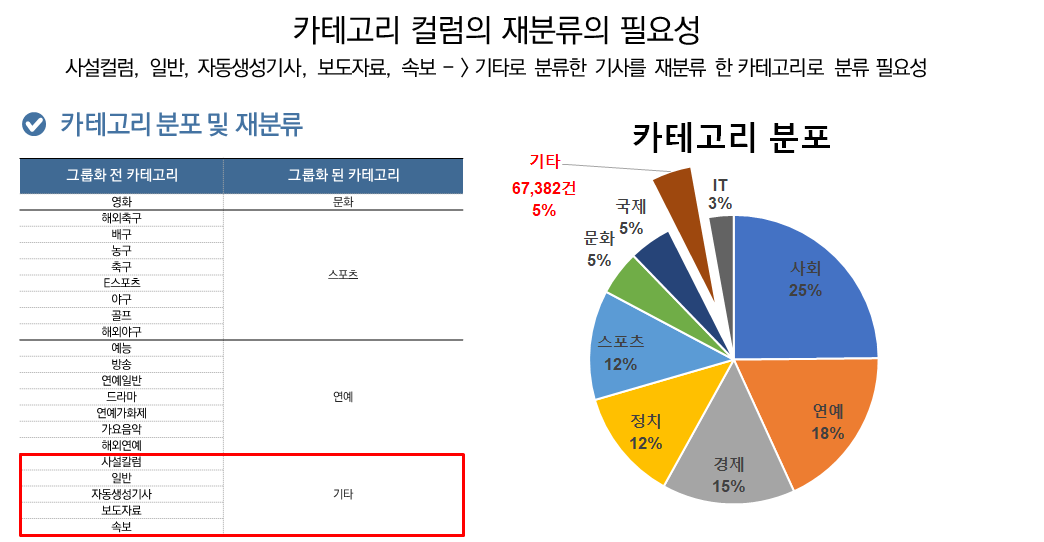 카테고리 컬럼의 재분류의 필요성
사설컬럼, 일반, 자동생성기사, 보도자료, 속보 - > 기타로 분류한 기사를 재분류 한 카테고리로 분류 필요성
카테고리 분포 및 재분류
그룹화 전 카테고리 그룹화 된 카테고리
영화 문화
해외축구
배구
농구
축구
스포츠
E스포츠
야구
골프
해외야구
예능
방송
연예일반
드라마
연예
연예가화제
가요음악
해외연예
사설칼럼
일반
자동생성기사
기타
보도자료
속보
카테고리 분포
기타
67,382건
5%
IT
3%
국제
5%
문화
5%
사회
25%
스포츠
12%
정치
12%
연예
18%
경제
15%